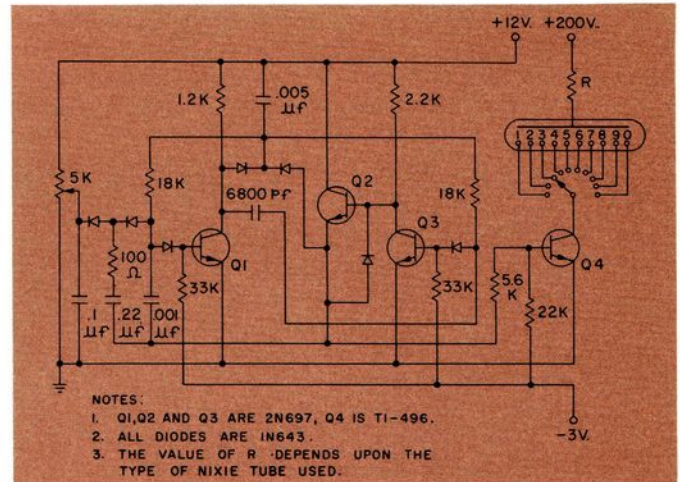 +12V. +200V.
R
1.2K .005 μf 2.2K
1 2 3 4 5 6 7 8 9 0
5K 18K 6800 Pf Q2 18K
Q3
100 Ω Q1 Q4
33K 33K 5.6 K 22K
.1 μf .22 μf .001 μf
-3V.
NOTES:
1. Q1,Q2 AND Q3 ARE 2N697, Q4 IS TI-496.
2. ALL DIODES ARE IN643.
3. THE VALUE OF R DEPENDS UPON THE
TYPE OF NIXIE TUBE USED.